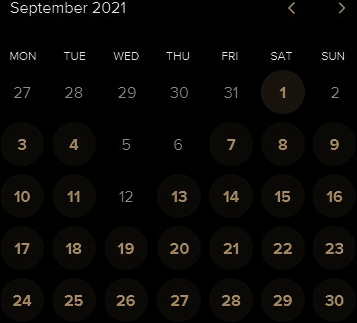 September 2021
MON TUE WED THU FRI SAT SUN
27 28 29 30 31 1 2
3 4 5 6 7 8 9
10 11 12 13 14 15 16
17 18 19 20 21 22 23
24 25 26 27 28 29 30